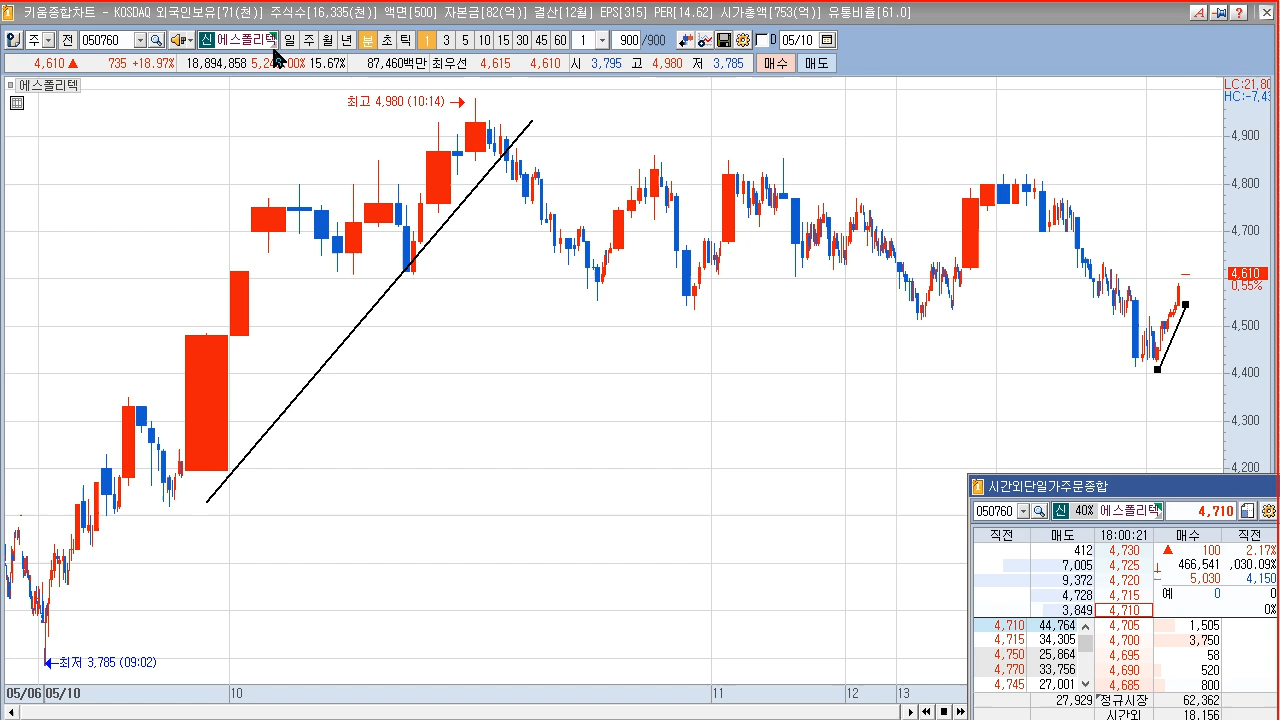 키움종합차트 - KOSDAQ 외국인보유[71(천)] 주식수[16,335(천)] 액면[500] 자본금[82(억)] 결산[12월] EPS[315] PER[14.62] 시가총액[753(억)] 유통비율[61.0]
주 전 050760 신 에스폴리텍 일 주 월 년 분 초 틱 1 3 5 10 15 30 45 60 1 900 /900 D 05/10
4,610 ▲ 735 +18.97% 18,894,858 15.67% 87,460백만 최우선 4,615 4,610 시 3,795 고 4,980 저 3,785 매수 매도
에스폴리텍
LC:21,80
HC:-7,43
최고 4,980 (10:14)
4,900
4,800
4,700
4,610
0.55%
4,500
4,400
4,300
4,200
최저 3,785 (09:02)
05/06 05/10 10 11 12 13
시간외단일가주문종합
050760 신 40% 에스폴리텍 4,710
직전 매도 18:00:21 매수 직전
412 4,730 ▲ 100 2.17%
7,005 4,725 466,541 ,030.09%
9,372 4,720 5,030 4,150
4,728 4,715 예 0 0
3,849 4,710 0%
4,710 44,764 4,705 1,505
4,715 34,305 4,700 3,750
4,750 25,864 4,695 58
4,770 33,756 4,690 520
4,745 27,001 4,685 800
27,929 정규시장 62,362
시간외 18,156